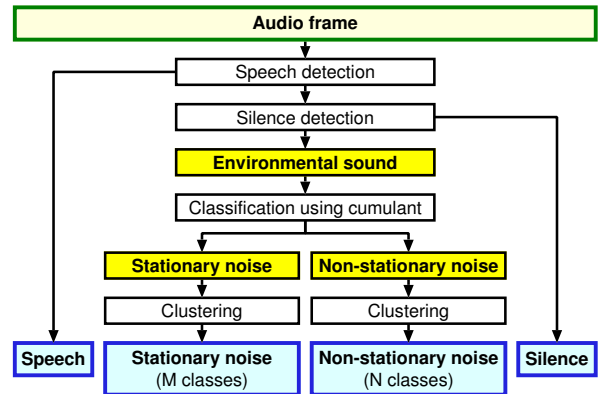 Audio frame
Speech detection
Silence detection
Environmental sound
Classification using cumulant
Stationary noise
Non-stationary noise
Clustering
Clustering
Speech
Stationary noise
(M classes)
Non-stationary noise
(N classes)
Silence